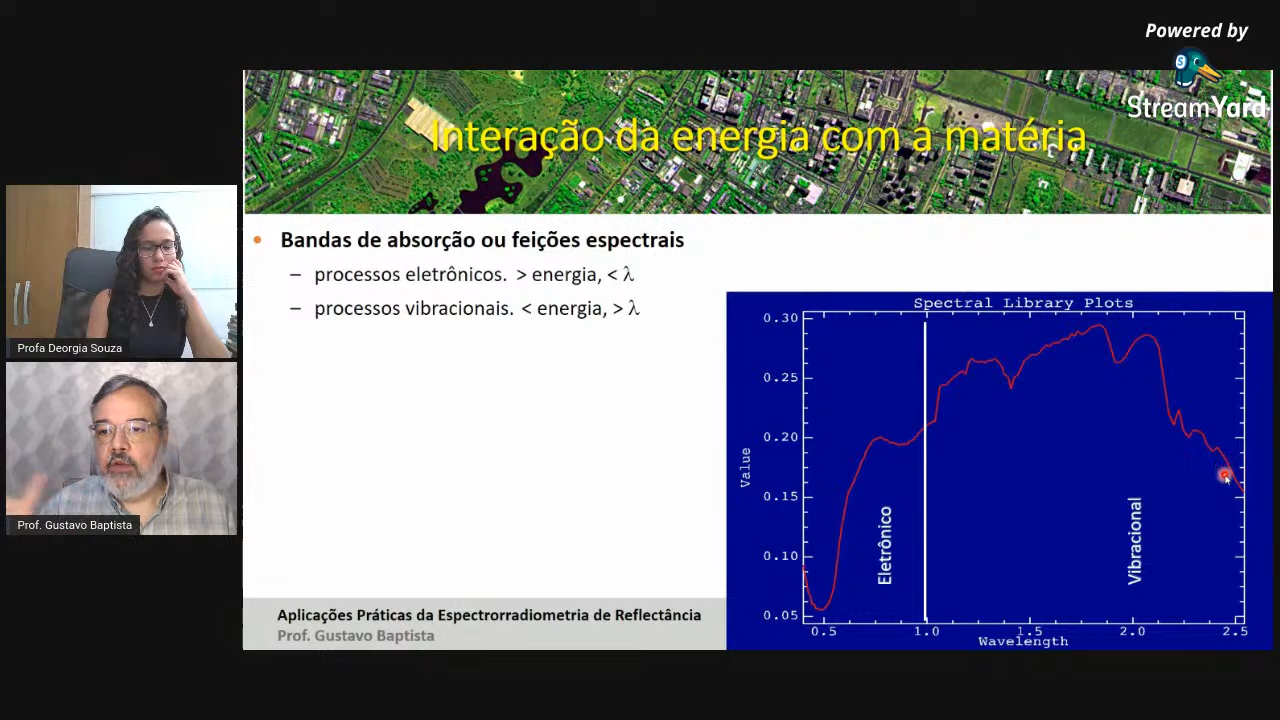 Powered by
StreamYard
Interação da energia com a matéria
• Bandas de absorção ou feições espectrais
– processos eletrônicos. > energia, < λ
– processos vibracionais. < energia, > λ
Profa Deorgia Souza
Prof. Gustavo Baptista
Spectral Library Plots
0.30
0.25
0.20
0.15
0.10
0.05
Value
Eletrônico
Vibracional
0.5 1.0 1.5 2.0 2.5
Wavelength
Aplicações Práticas da Espectrorradiometria de Reflectância
Prof. Gustavo Baptista